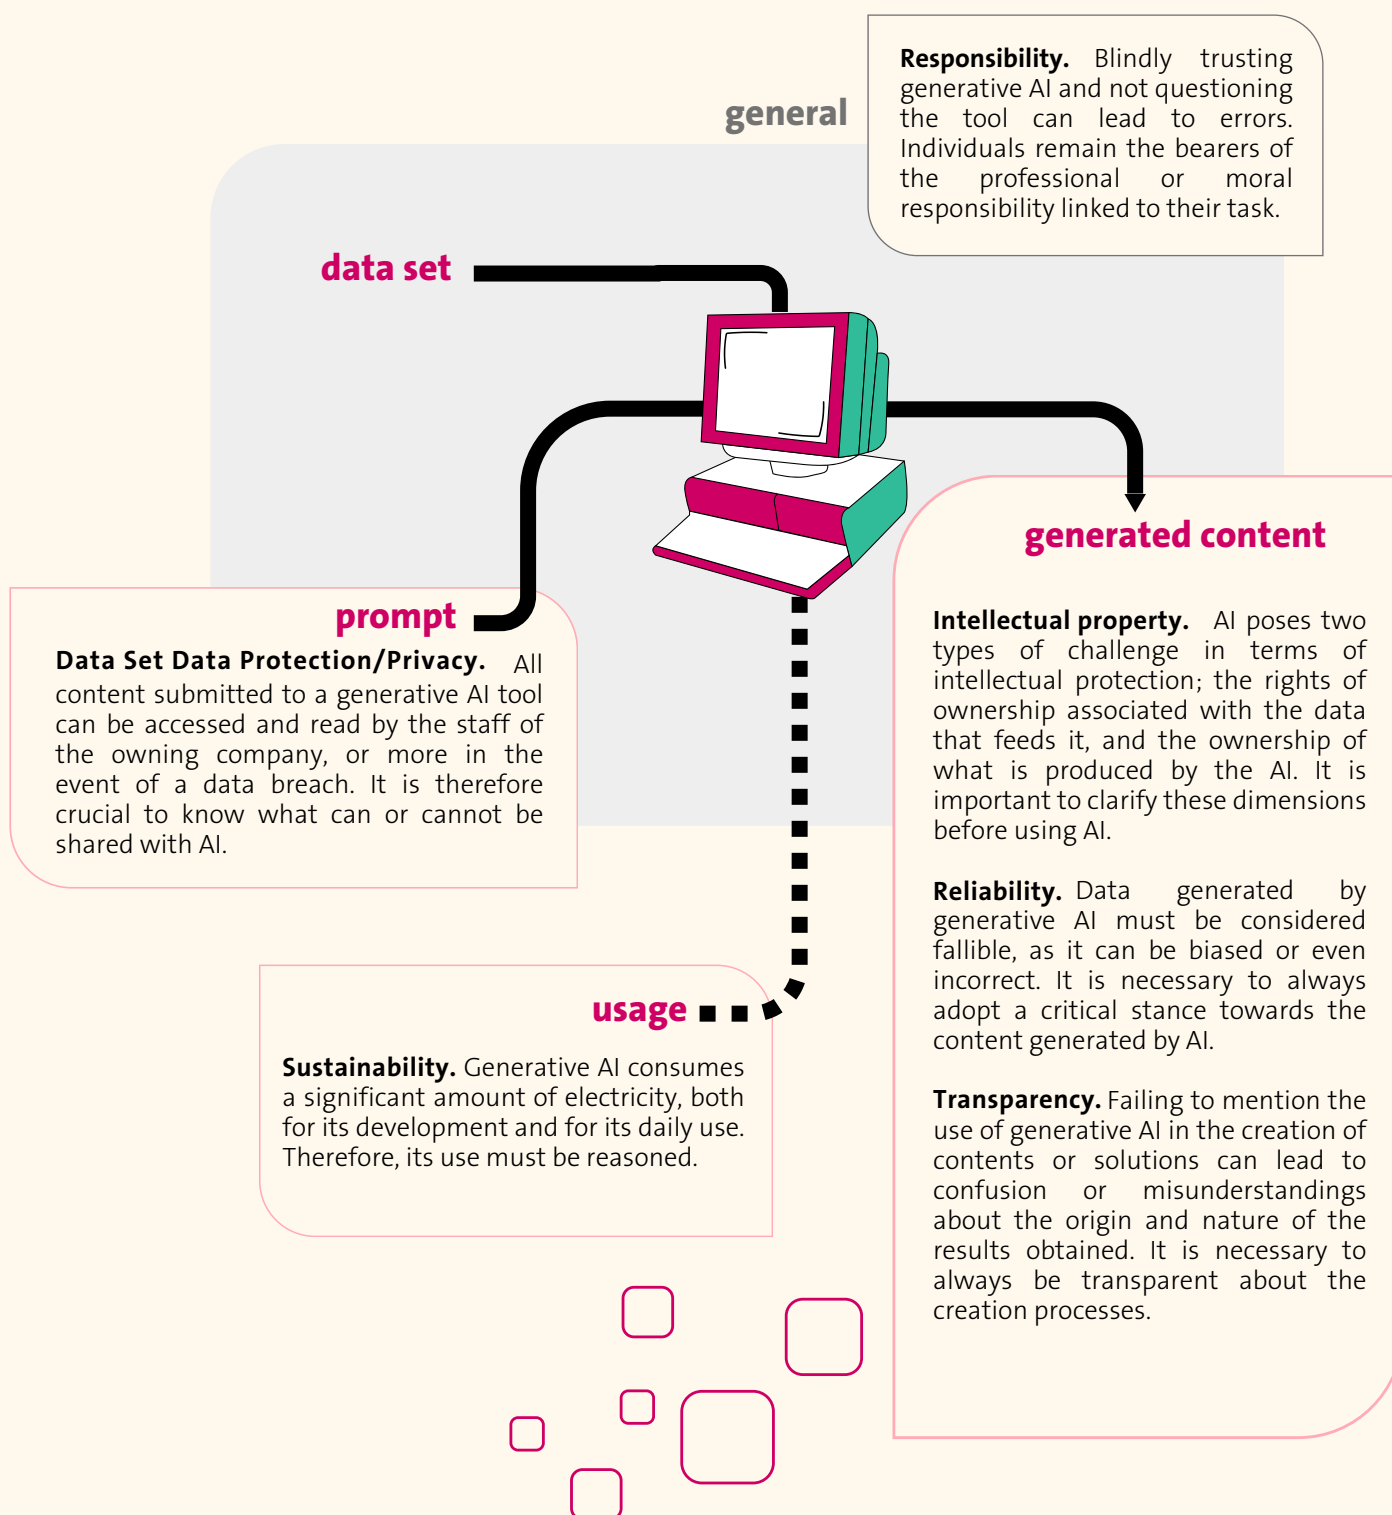 general
Responsibility. Blindly trusting
generative AI and not questioning
the tool can lead to errors.
Individuals remain the bearers of
the professional or moral
responsibility linked to their task.
data set
prompt
Data Set Data Protection/Privacy. All
content submitted to a generative AI tool
can be accessed and read by the staff of
the owning company, or more in the
event of a data breach. It is therefore
crucial to know what can or cannot be
shared with AI.
generated content
Intellectual property. AI poses two
types of challenge in terms of
intellectual protection; the rights of
ownership associated with the data
that feeds it, and the ownership of
what is produced by the AI. It is
important to clarify these dimensions
before using AI.
Reliability. Data generated by
generative AI must be considered
fallible, as it can be biased or even
incorrect. It is necessary to always
adopt a critical stance towards the
content generated by AI.
Transparency. Failing to mention the
use of generative AI in the creation of
contents or solutions can lead to
confusion or misunderstandings
about the origin and nature of the
results obtained. It is necessary to
always be transparent about the
creation processes.
usage
Sustainability. Generative AI consumes
a significant amount of electricity, both
for its development and for its daily use.
Therefore, its use must be reasoned.